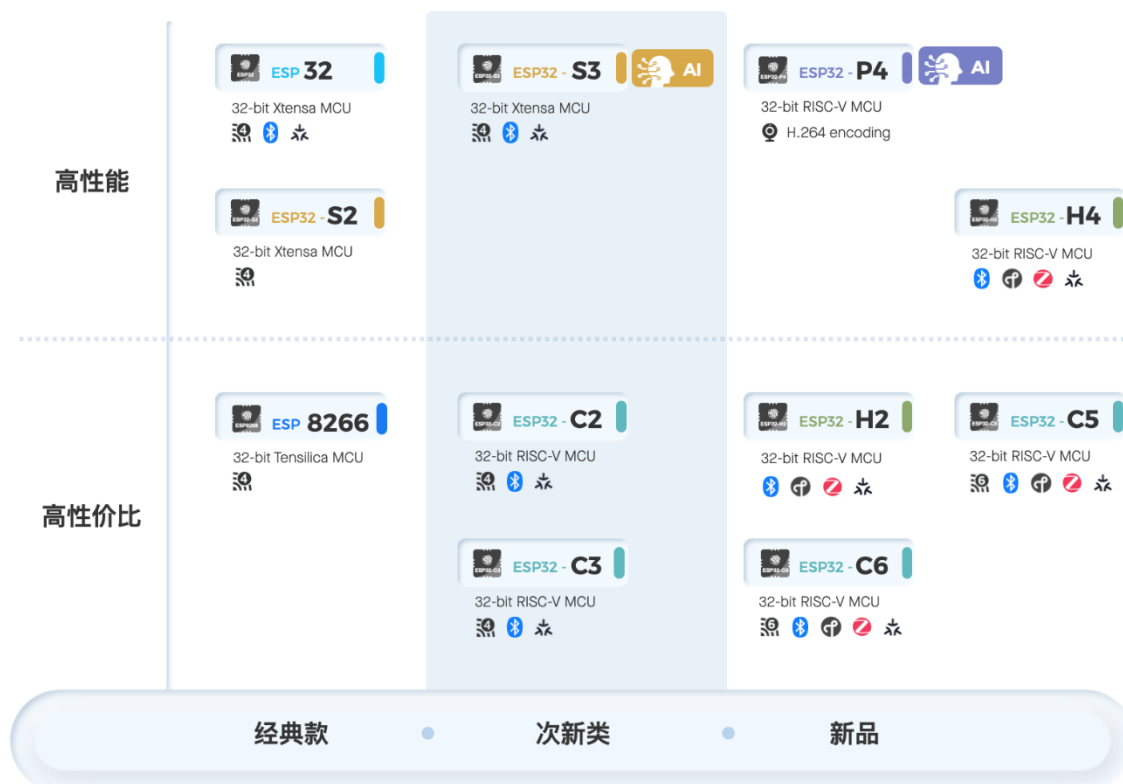 高性能
ESP 32
32-bit Xtensa MCU
ESP32 - S3
AI
32-bit Xtensa MCU
ESP32 - P4
AI
32-bit RISC-V MCU
H.264 encoding
ESP32 - S2
32-bit Xtensa MCU
ESP32 - H4
32-bit RISC-V MCU
高性价比
ESP 8266
32-bit Tensilica MCU
ESP32 - C2
32-bit RISC-V MCU
ESP32 - H2
32-bit RISC-V MCU
ESP32 - C5
32-bit RISC-V MCU
ESP32 - C3
32-bit RISC-V MCU
ESP32 - C6
32-bit RISC-V MCU
经典款
次新类
新品